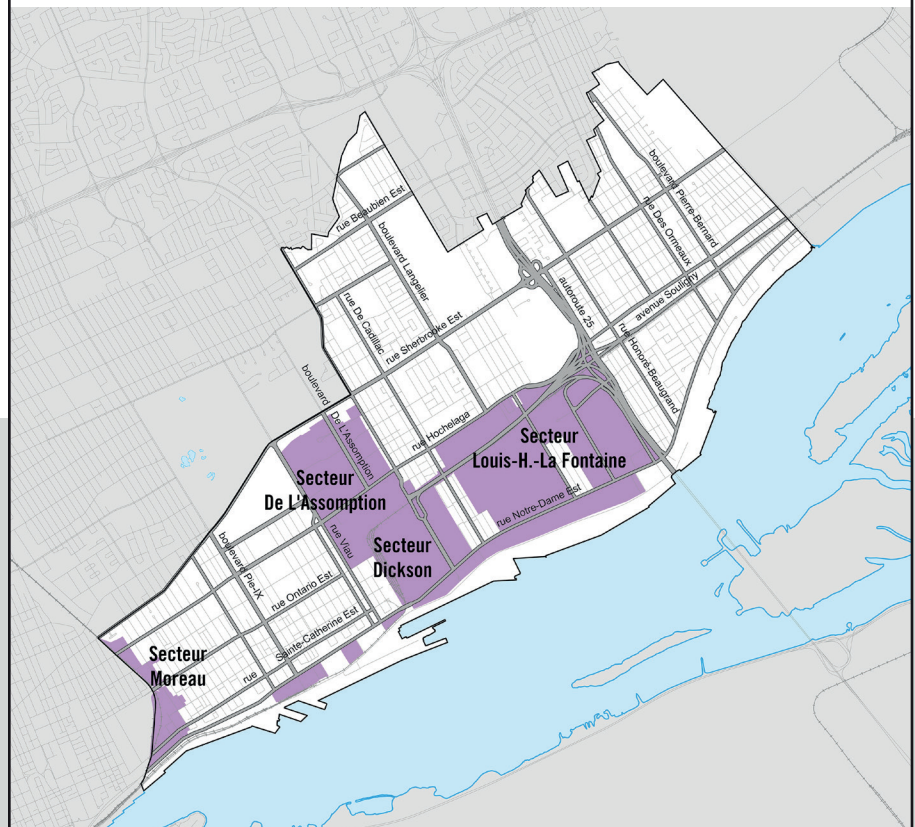 boulevard Pierre-Bernard
rue Beaubien Est
rue Des Ormeaux
boulevard Langelier
autoroute 25
avenue Souligny
rue De Cadillac
rue Sherbrooke Est
rue Honoré-Beaugrand
boulevard De L'Assomption
rue Hochelaga
Secteur
Louis-H.-La Fontaine
Secteur
De L'Assomption
rue Notre-Dame Est
rue Viau
Secteur
Dickson
boulevard Pie-IX
rue Ontario Est
rue Sainte-Catherine Est
Secteur
Moreau